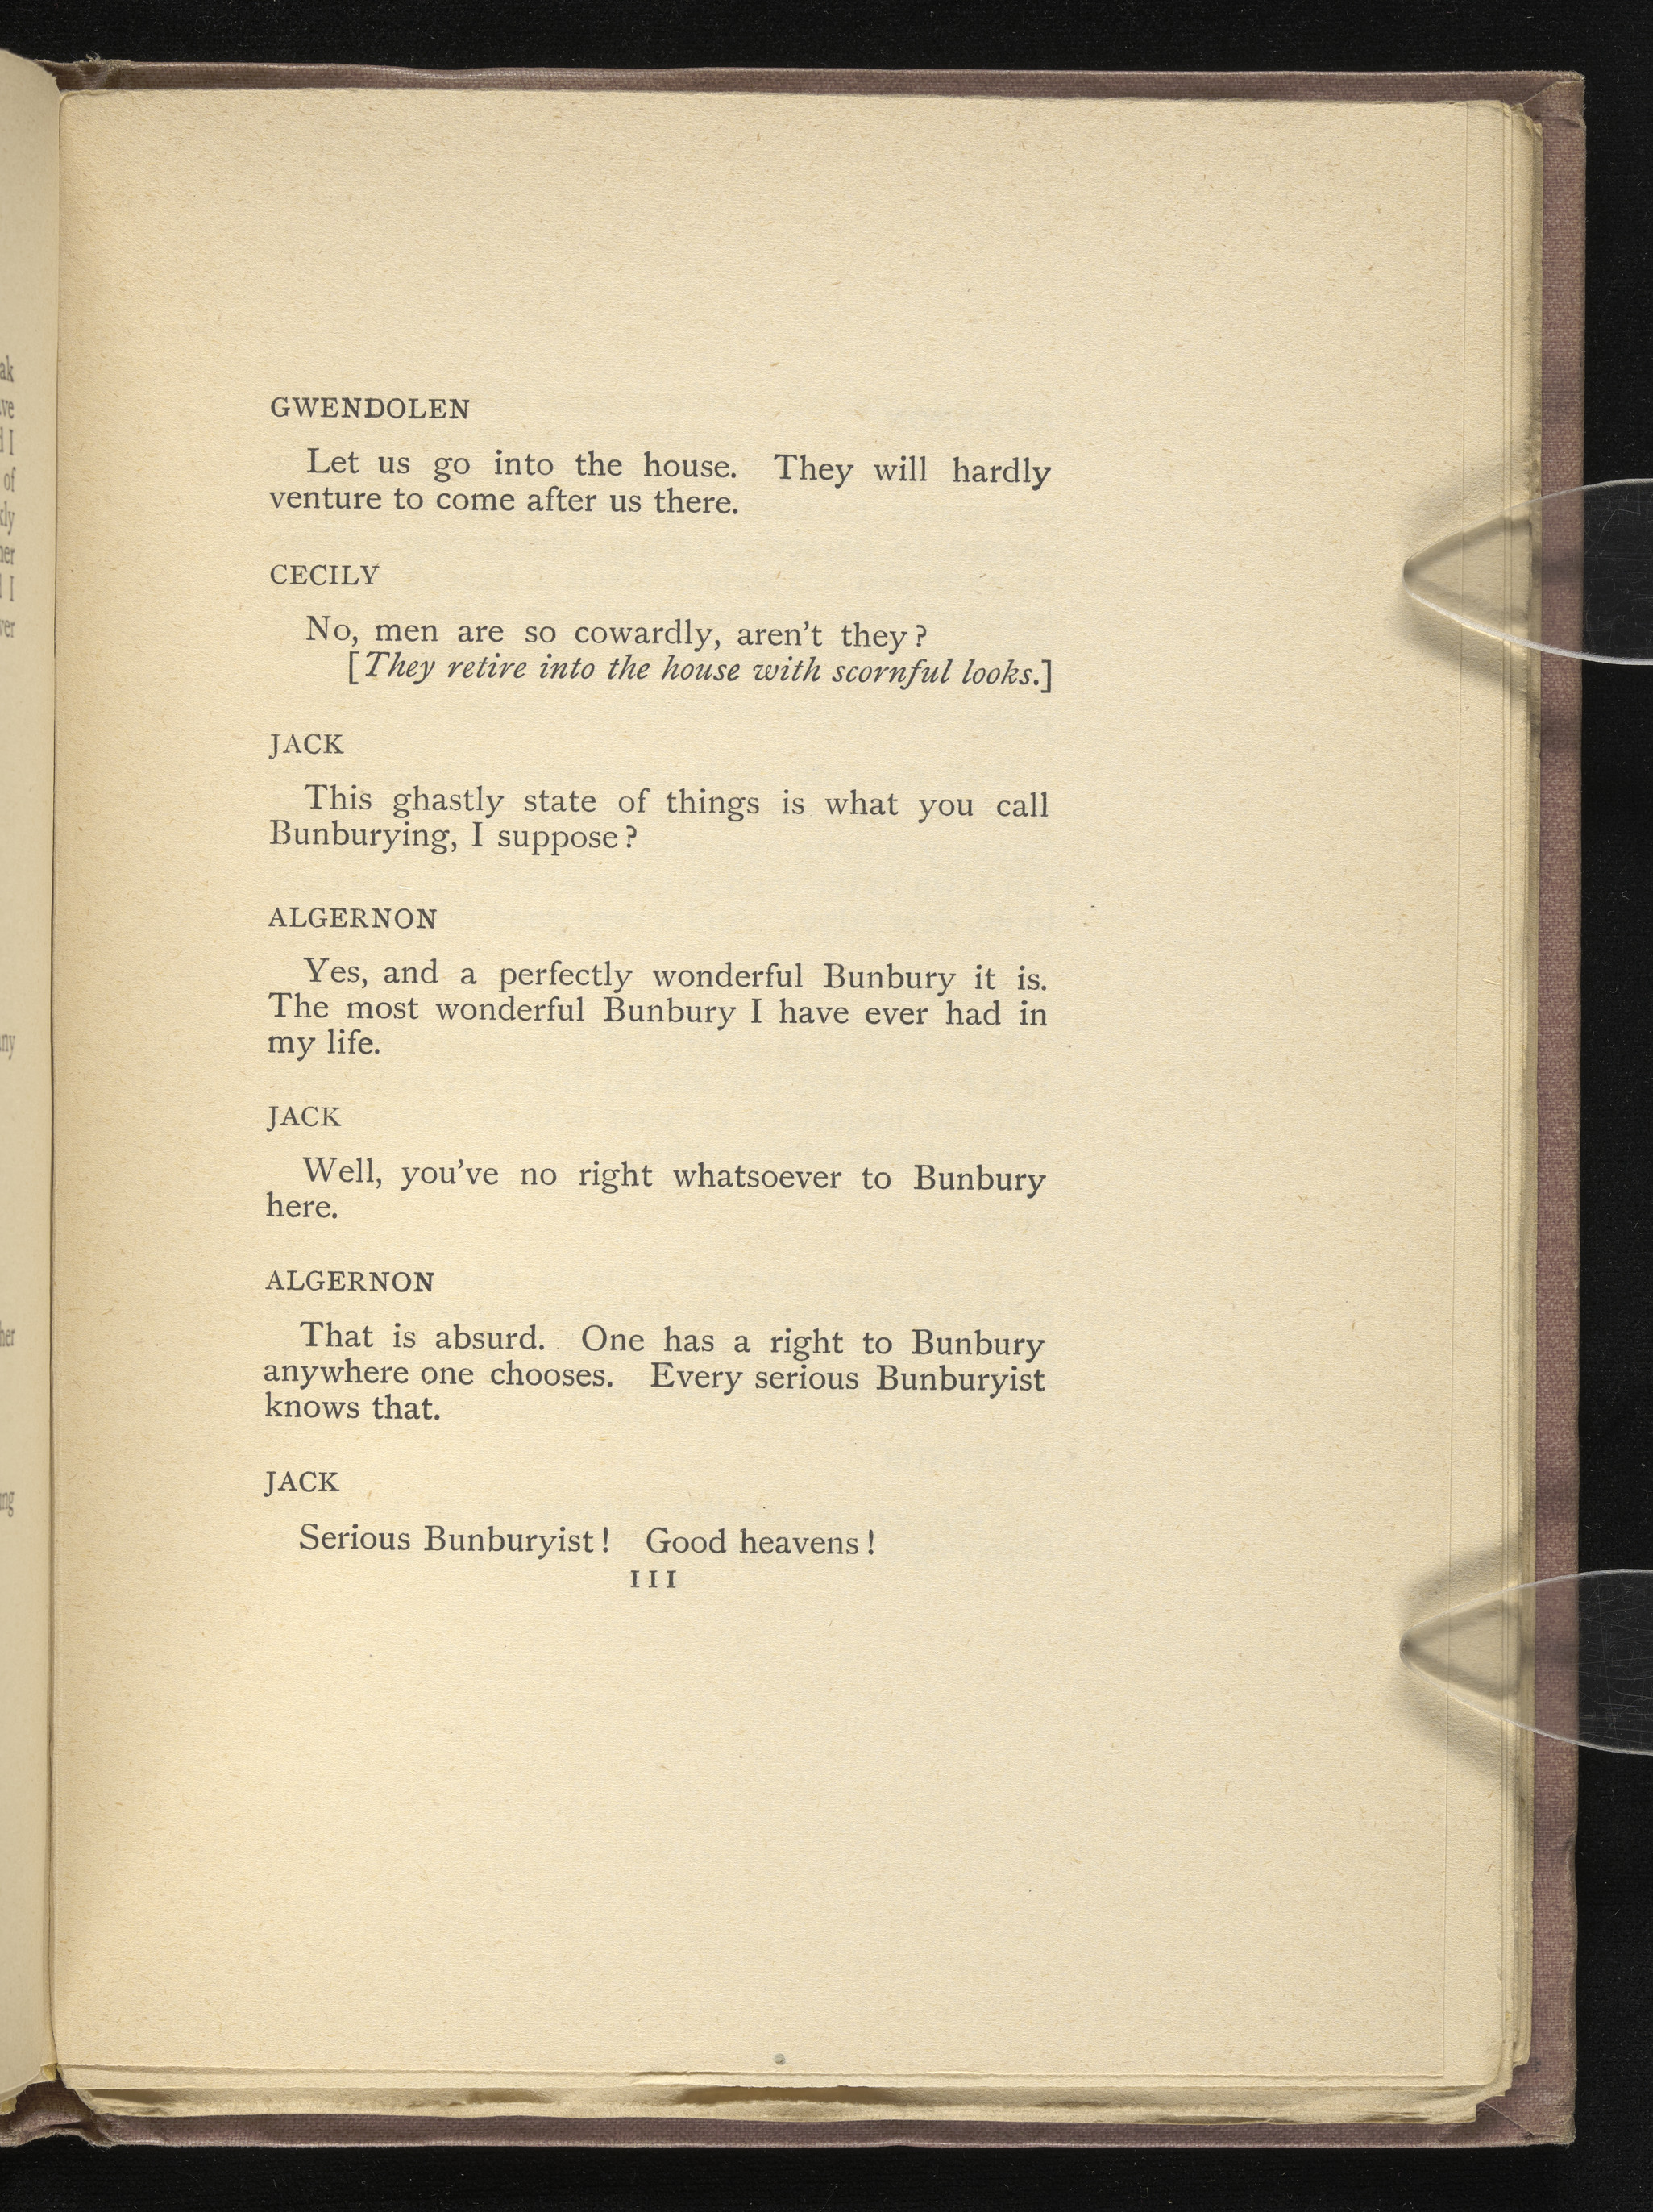 GWENDOLEN
Let us go into the house. They will hardly
venture to come after us there.
CECILY
No, men are so cowardly, aren't they?
[They retire into the house with scornful looks.]
JACK
This ghastly state of things is what you call
Bunburying, I suppose?
ALGERNON
Yes, and a perfectly wonderful Bunbury it is.
The most wonderful Bunbury I have ever had in
my life.
JACK
Well, you've no right whatsoever to Bunbury
here.
ALGERNON
That is absurd. One has a right to Bunbury
anywhere one chooses. Every serious Bunburyist
knows that.
JACK
Serious Bunburyist! Good heavens!
III